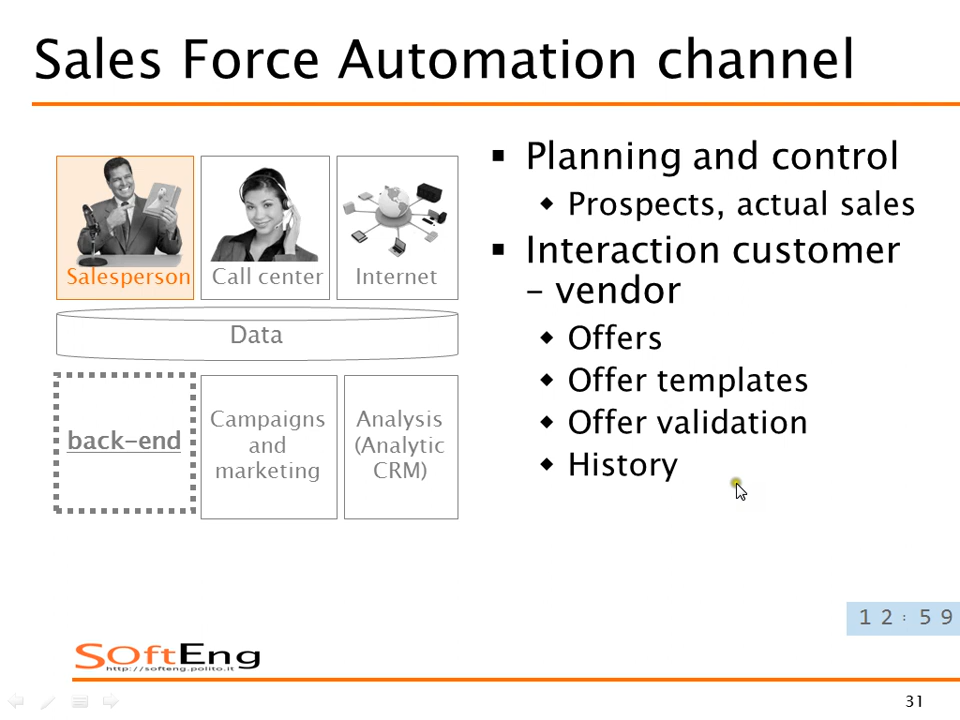 Sales Force Automation channel
Salesperson
Call center
Internet
Data
back-end
Campaigns
and
marketing
Analysis
(Analytic
CRM)
▪ Planning and control
◆ Prospects, actual sales
▪ Interaction customer
– vendor
◆ Offers
◆ Offer templates
◆ Offer validation
◆ History
12:59
SOftEng
http://softeng.polito.it
31